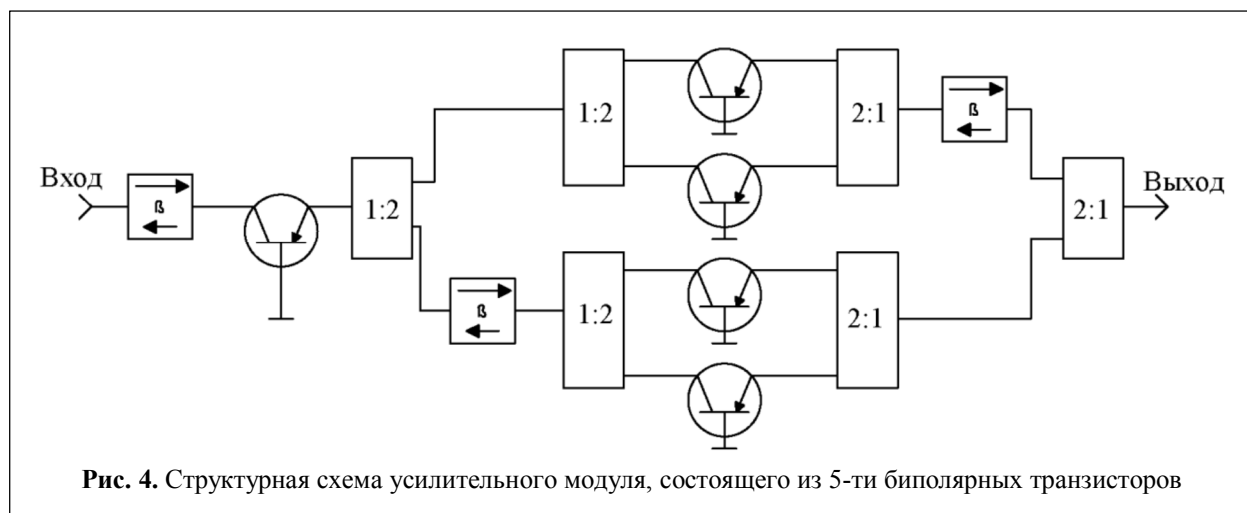 1:2
2:1
ß
Вход
ß
1:2
2:1
Выход
ß
1:2
2:1
Рис. 4. Структурная схема усилительного модуля, состоящего из 5-ти биполярных транзисторов